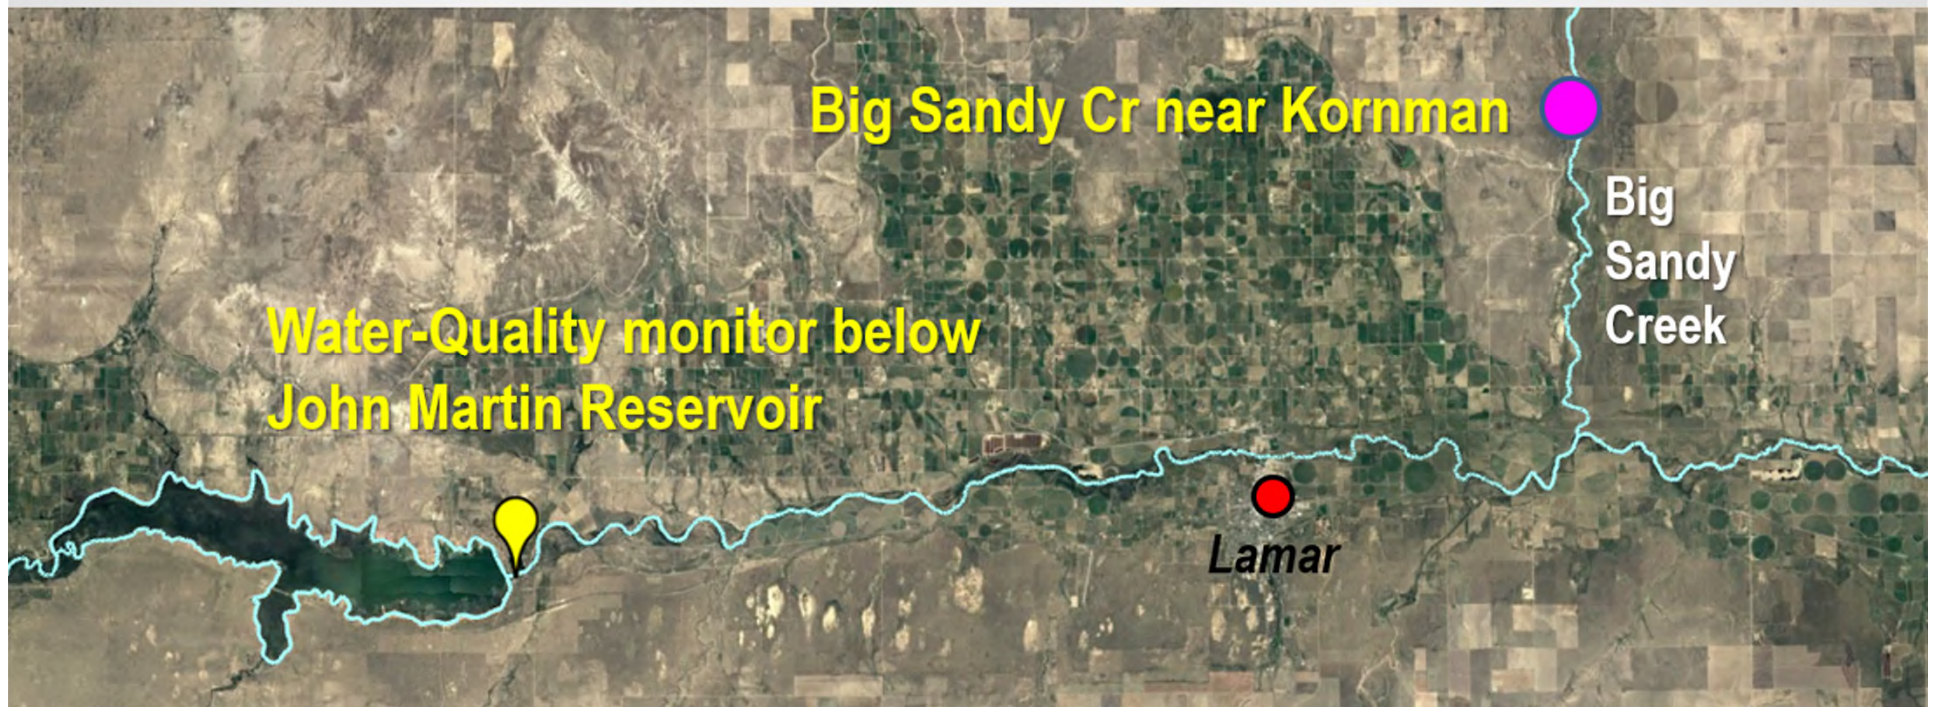 Big Sandy Cr near Kornman
Big
Sandy
Creek
Water-Quality monitor below
John Martin Reservoir
Lamar